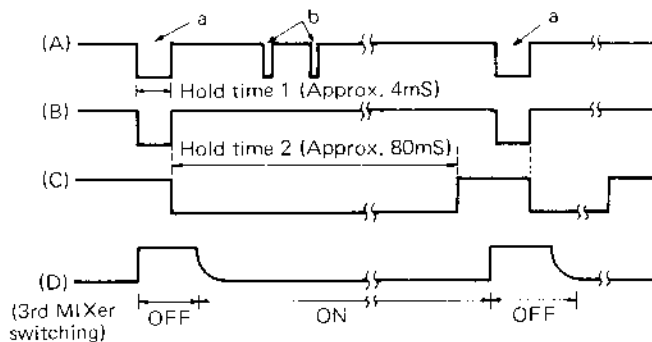 a b a
(A)
Hold time 1 (Approx. 4mS)
(B)
Hold time 2 (Approx. 80mS)
(C)
(D)
(3rd MIXer
switching)
OFF ON OFF